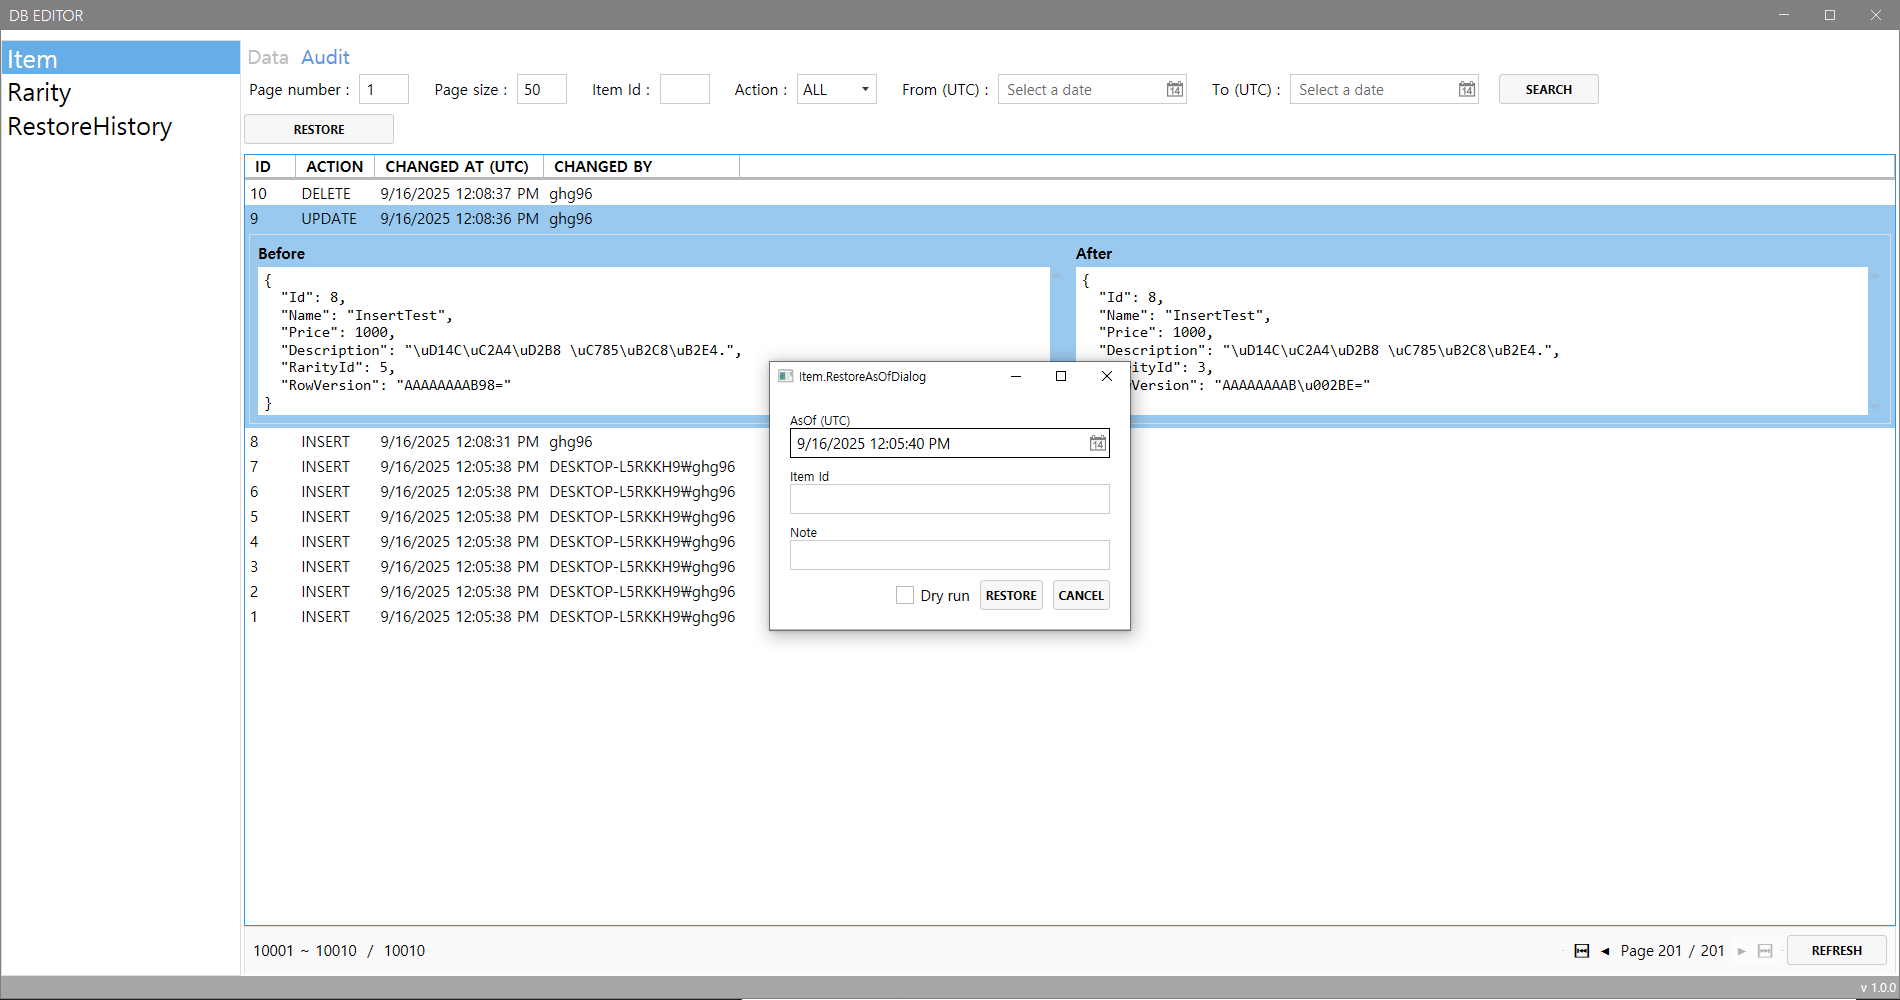 DB EDITOR
Item
Rarity
RestoreHistory
Data Audit
Page number : 1 Page size : 50 Item Id : Action : ALL From (UTC) : Select a date 14 To (UTC) : Select a date 14 SEARCH
RESTORE
ID ACTION CHANGED AT (UTC) CHANGED BY
10 DELETE 9/16/2025 12:08:37 PM ghg96
9 UPDATE 9/16/2025 12:08:36 PM ghg96
Before
{
"Id": 8,
"Name": "InsertTest",
"Price": 1000,
"Description": "\uD14C\uC2A4\uD2B8 \uC785\uB2C8\uB2E4.",
"RarityId": 5,
"RowVersion": "AAAAAAAAB98="
}
After
{
"Id": 8,
"Name": "InsertTest",
"Price": 1000,
"Description": "\uD14C\uC2A4\uD2B8 \uC785\uB2C8\uB2E4.",
ityId": 3,
Version": "AAAAAAAAB\u002BE="
8 INSERT 9/16/2025 12:08:31 PM ghg96
7 INSERT 9/16/2025 12:05:38 PM DESKTOP-L5RKKH9₩ghg96
6 INSERT 9/16/2025 12:05:38 PM DESKTOP-L5RKKH9₩ghg96
5 INSERT 9/16/2025 12:05:38 PM DESKTOP-L5RKKH9₩ghg96
4 INSERT 9/16/2025 12:05:38 PM DESKTOP-L5RKKH9₩ghg96
3 INSERT 9/16/2025 12:05:38 PM DESKTOP-L5RKKH9₩ghg96
2 INSERT 9/16/2025 12:05:38 PM DESKTOP-L5RKKH9₩ghg96
1 INSERT 9/16/2025 12:05:38 PM DESKTOP-L5RKKH9₩ghg96
Item.RestoreAsOfDialog
AsOf (UTC)
9/16/2025 12:05:40 PM 14
Item Id
Note
Dry run RESTORE CANCEL
10001 ~ 10010 / 10010
Page 201 / 201 REFRESH
v 1.0.0